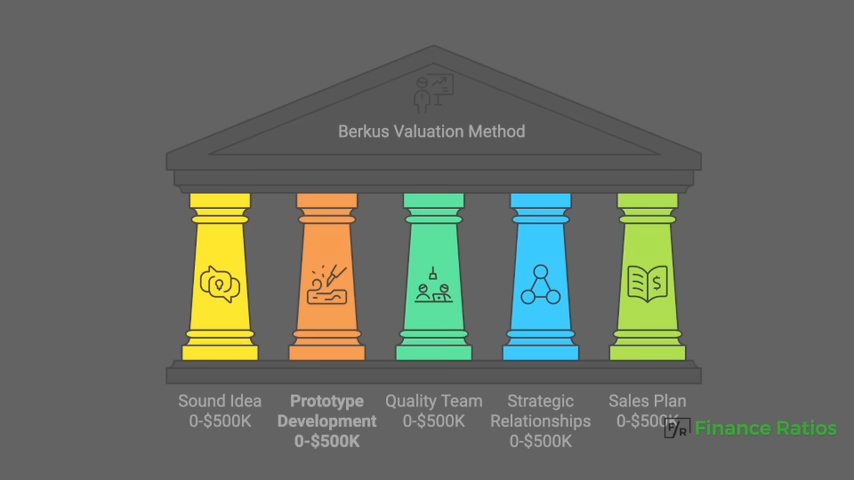 Berkus Valuation Method
Sound Idea
0-$500K
Prototype
Development
0-$500K
Quality Team
0-$500K
Strategic
Relationships
0-$500K
Sales Plan
0-$500K
$
F/R Finance Ratios